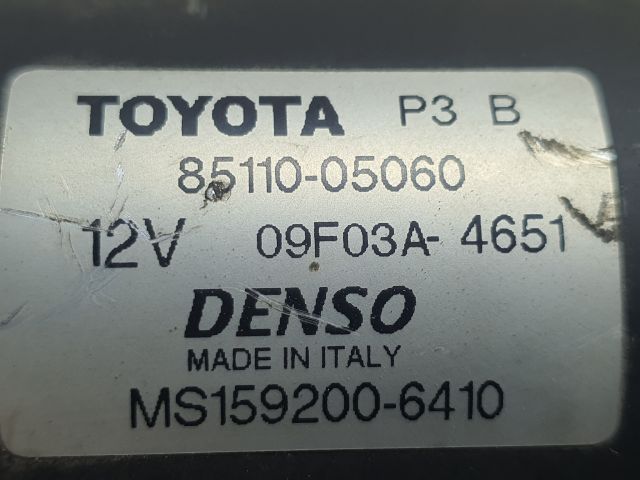 TOYOTA P3 B
85110-05060
12V 09F03A- 4651
DENSO
MADE IN ITALY
MS159200-6410